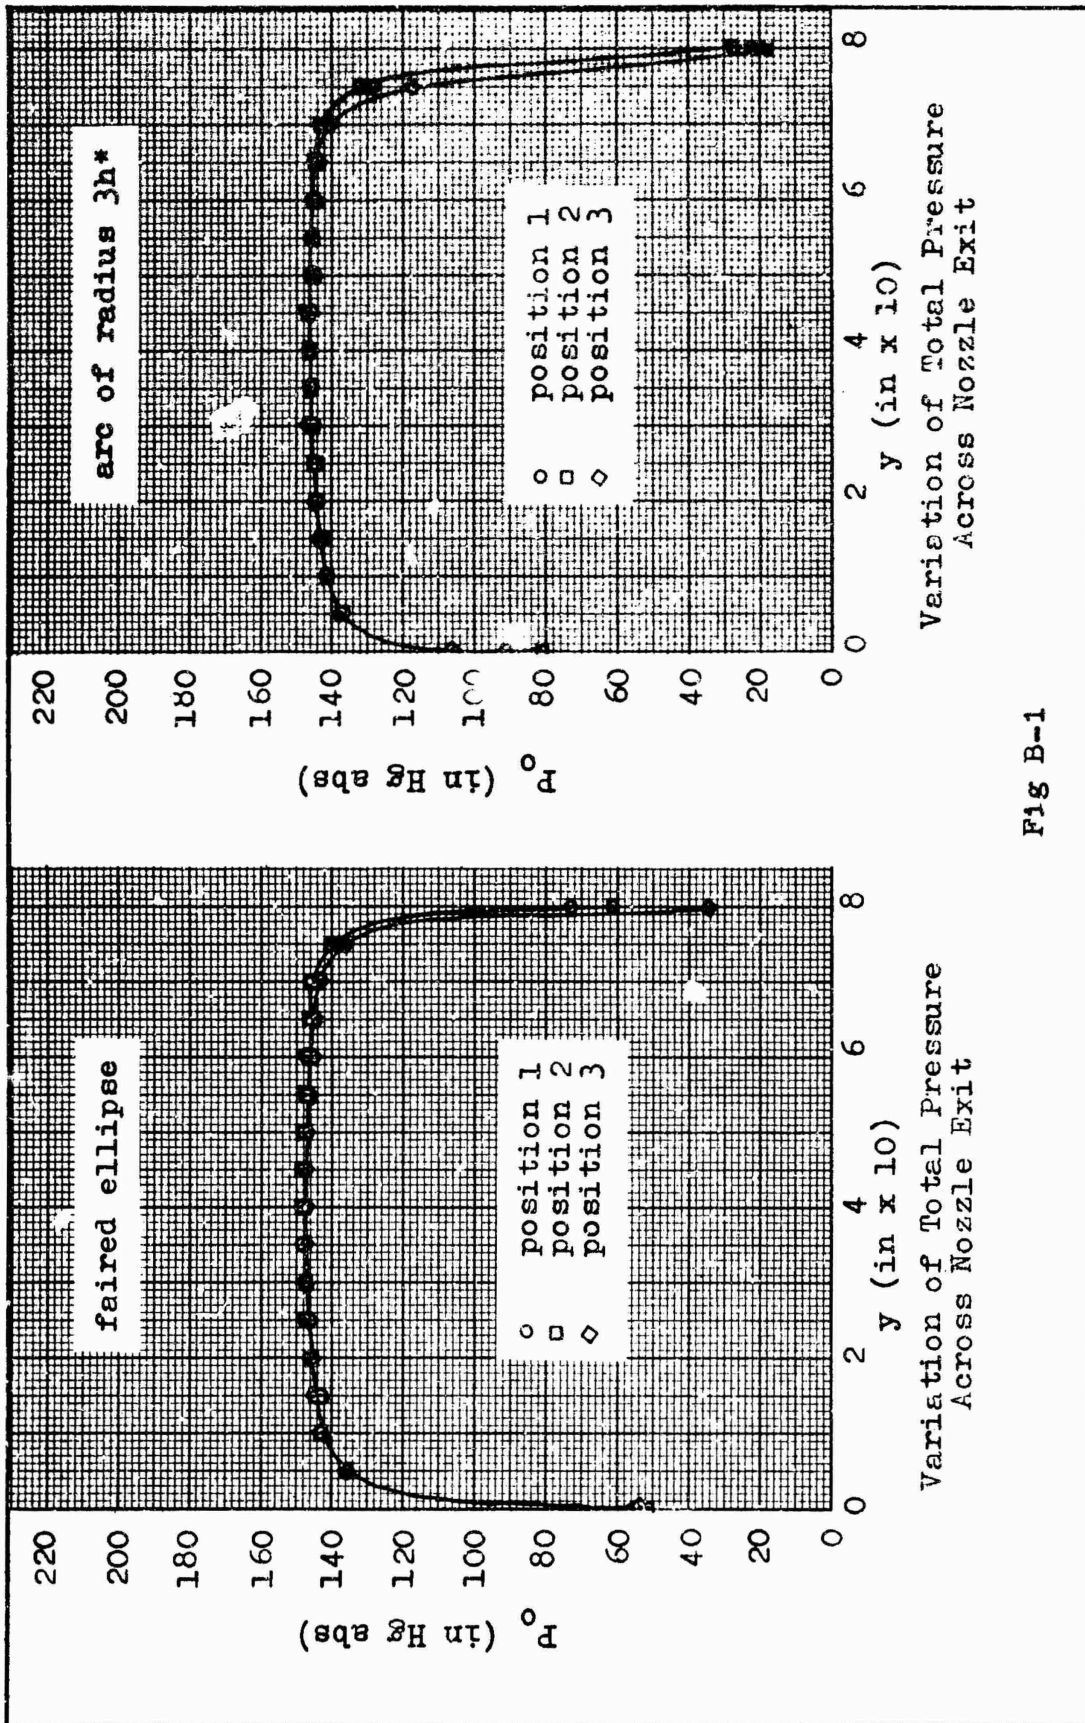 faired ellipse
P_o (in Hg abs)
220
200
180
160
140
120
100
80
60
40
20
0
○ position 1
□ position 2
◇ position 3
0 2 4 6 8
y (in x 10)
Variation of Total Pressure
Across Nozzle Exit
arc of radius 3h*
P_o (in Hg abs)
220
200
180
160
140
120
80
60
40
20
0
○ position 1
□ position 2
◇ position 3
0 2 4 6 8
y (in x 10)
Variation of Total Pressure
Across Nozzle Exit
Fig B-1